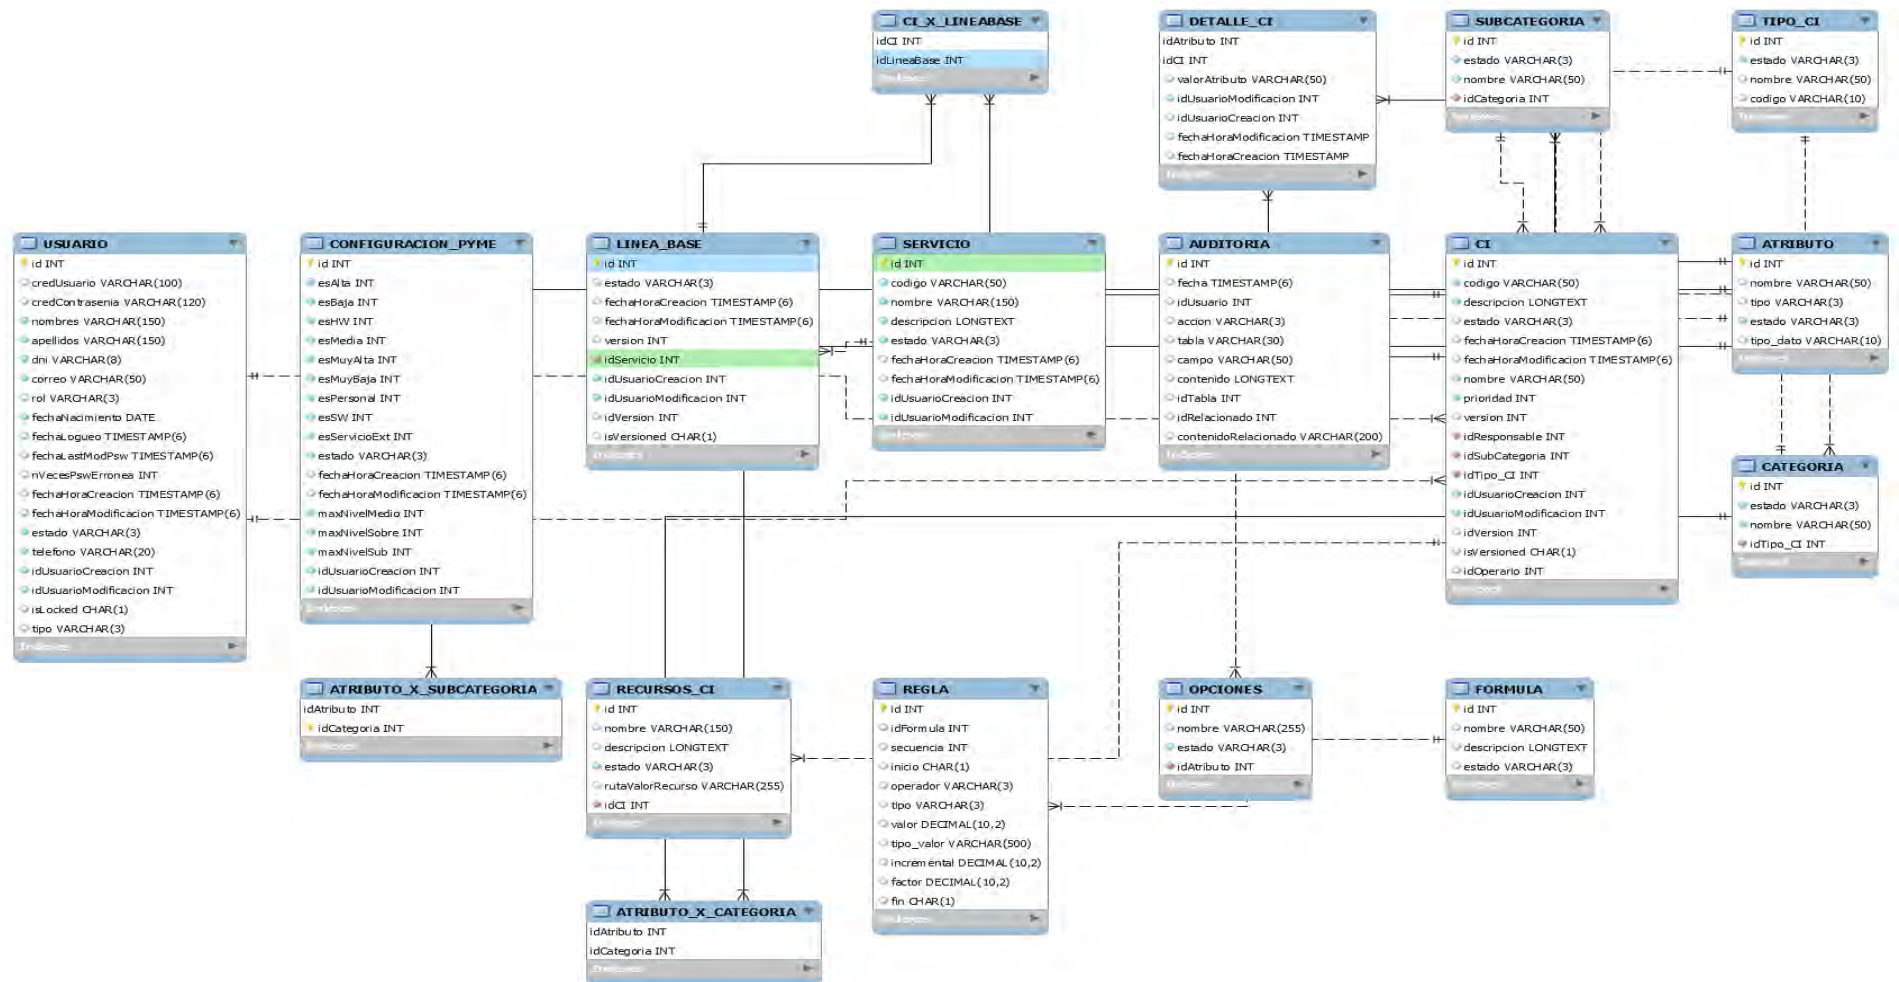 CI_X_LINEABASE
idCI INT
idLineaBase INT
Indexes
DETALLE_CI
idAtributo INT
idCI INT
valorAtributo VARCHAR(50)
idUsuarioModificacion INT
idUsuarioCreacion INT
fechaHoraModificacion TIMESTAMP
fechaHoraCreacion TIMESTAMP
Indexes
SUBCATEGORIA
id INT
estado VARCHAR(3)
nombre VARCHAR(50)
idCategoria INT
Indexes
TIPO_CI
id INT
estado VARCHAR(3)
nombre VARCHAR(50)
codigo VARCHAR(10)
Indexes
USUARIO
id INT
credUsuario VARCHAR(100)
credContrasenia VARCHAR(120)
nombres VARCHAR(150)
apellidos VARCHAR(150)
dni VARCHAR(8)
correo VARCHAR(50)
rol VARCHAR(3)
fechaNacimiento DATE
fechaLogueo TIMESTAMP(6)
fechaLastModPsw TIMESTAMP(6)
nVecesPswErronea INT
fechaHoraCreacion TIMESTAMP(6)
fechaHoraModificacion TIMESTAMP(6)
estado VARCHAR(3)
telefono VARCHAR(20)
idUsuarioCreacion INT
idUsuarioModificacion INT
isLocked CHAR(1)
tipo VARCHAR(3)
Indexes
CONFIGURACION_PYME
id INT
esAlta INT
esBaja INT
esHW INT
esMedia INT
esMuyAlta INT
esMuyBaja INT
esPersonal INT
esSW INT
esServicioExt INT
estado VARCHAR(3)
fechaHoraCreacion TIMESTAMP(6)
fechaHoraModificacion TIMESTAMP(6)
maxNivelMedio INT
maxNivelSobre INT
maxNivelSub INT
idUsuarioCreacion INT
idUsuarioModificacion INT
Indexes
LINEA_BASE
id INT
estado VARCHAR(3)
fechaHoraCreacion TIMESTAMP(6)
fechaHoraModificacion TIMESTAMP(6)
version INT
idServicio INT
idUsuarioCreacion INT
idUsuarioModificacion INT
idVersion INT
isVersioned CHAR(1)
Indexes
SERVICIO
id INT
codigo VARCHAR(50)
nombre VARCHAR(150)
descripcion LONGTEXT
estado VARCHAR(3)
fechaHoraCreacion TIMESTAMP(6)
fechaHoraModificacion TIMESTAMP(6)
idUsuarioCreacion INT
idUsuarioModificacion INT
Indexes
AUDITORIA
id INT
fecha TIMESTAMP(6)
idUsuario INT
accion VARCHAR(3)
tabla VARCHAR(30)
campo VARCHAR(50)
contenido LONGTEXT
idTabla INT
idRelacionado INT
contenidoRelacionado VARCHAR(200)
Indexes
CI
id INT
codigo VARCHAR(50)
descripcion LONGTEXT
estado VARCHAR(3)
fechaHoraCreacion TIMESTAMP(6)
fechaHoraModificacion TIMESTAMP(6)
nombre VARCHAR(50)
prioridad INT
version INT
idResponsable INT
idSubCategoria INT
idTipo_CI INT
idUsuarioCreacion INT
idUsuarioModificacion INT
idVersion INT
isVersioned CHAR(1)
idOperario INT
Indexes
ATRIBUTO
id INT
nombre VARCHAR(50)
tipo VARCHAR(3)
estado VARCHAR(3)
tipo_dato VARCHAR(10)
Indexes
CATEGORIA
id INT
estado VARCHAR(3)
nombre VARCHAR(50)
idTipo_CI INT
Indexes
ATRIBUTO_X_SUBCATEGORIA
idAtributo INT
idCategoria INT
Indexes
RECURSOS_CI
id INT
nombre VARCHAR(150)
descripcion LONGTEXT
estado VARCHAR(3)
rutaValorRecurso VARCHAR(255)
idCI INT
Indexes
REGLA
id INT
idFormula INT
secuencia INT
inicio CHAR(1)
operador VARCHAR(3)
tipo VARCHAR(3)
valor DECIMAL(10,2)
tipo_valor VARCHAR(500)
incremental DECIMAL(10,2)
factor DECIMAL(10,2)
fin CHAR(1)
Indexes
OPCIONES
id INT
nombre VARCHAR(255)
estado VARCHAR(3)
idAtributo INT
Indexes
FORMULA
id INT
nombre VARCHAR(50)
descripcion LONGTEXT
estado VARCHAR(3)
Indexes
ATRIBUTO_X_CATEGORIA
idAtributo INT
idCategoria INT
Indexes